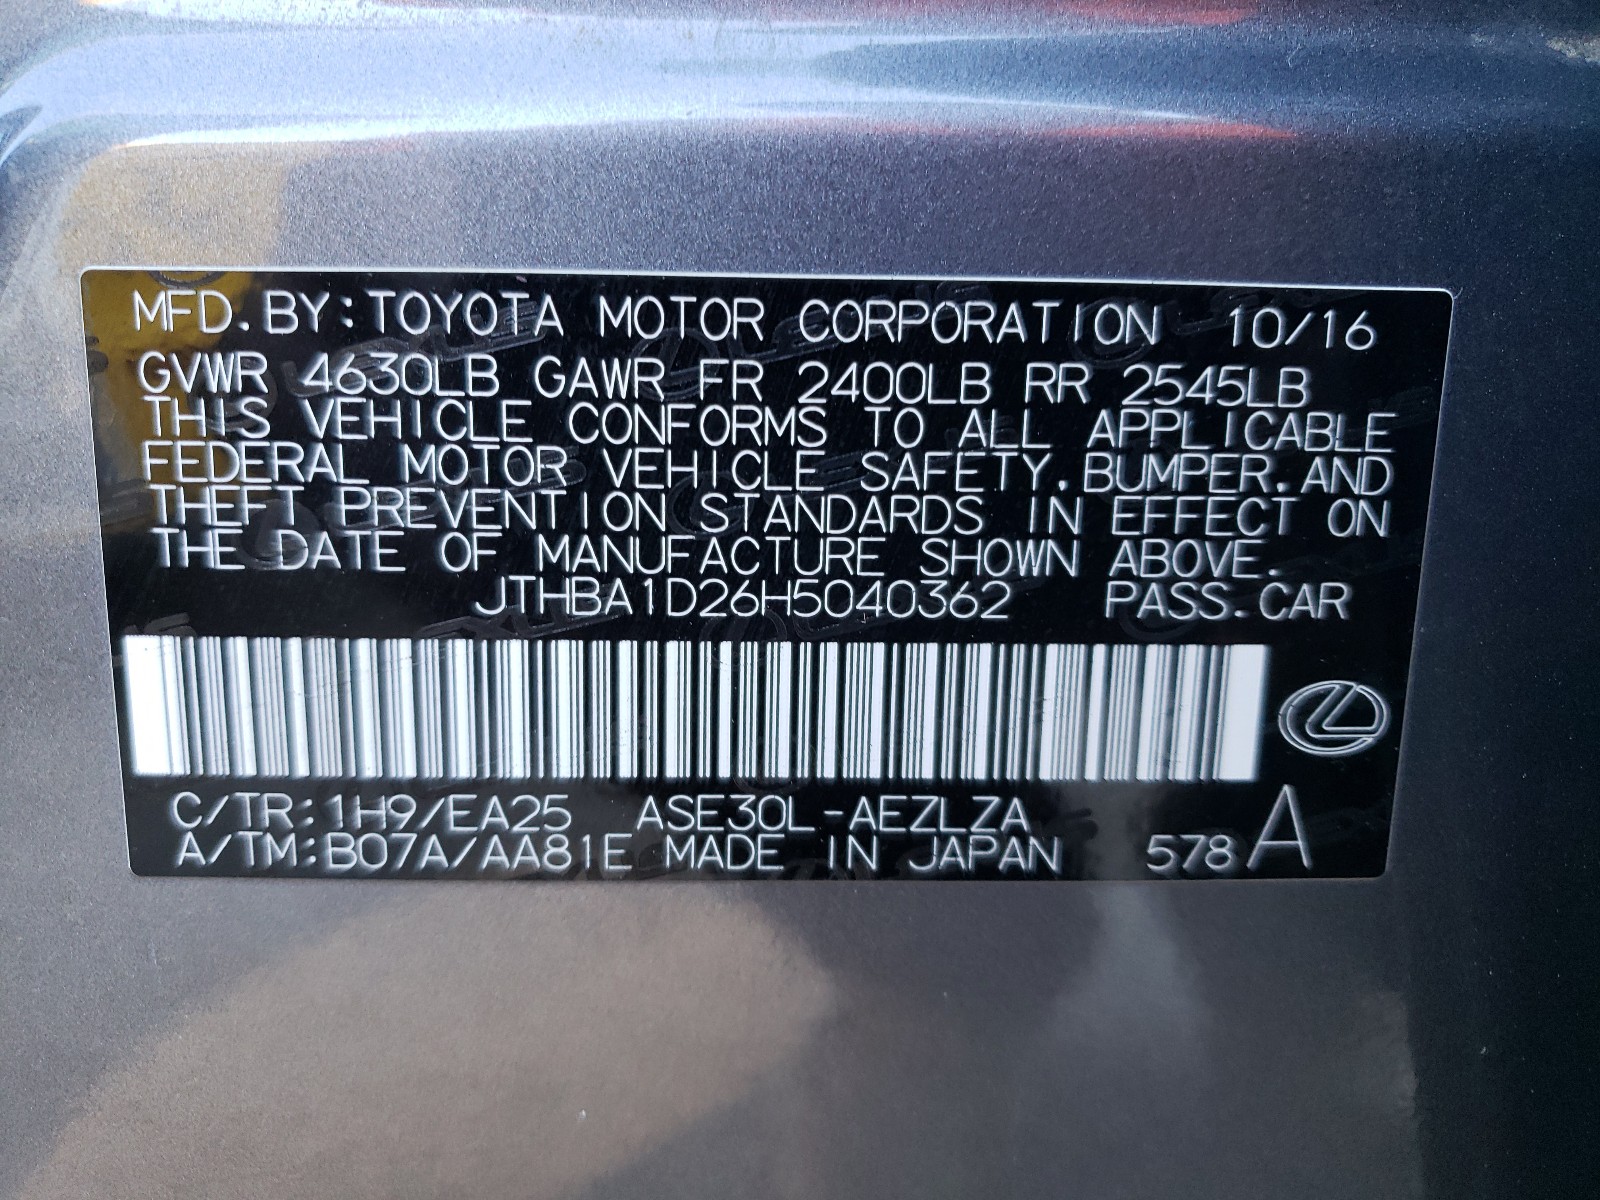 MFD. BY: TOYOTA MOTOR CORPORATION 10/16
GVWR 4630LB GAWR FR 2400LB RR 2545LB
THIS VEHICLE CONFORMS TO ALL APPLICABLE
FEDERAL MOTOR VEHICLE SAFETY, BUMPER, AND
THEFT PREVENTION STANDARDS IN EFFECT ON
THE DATE OF MANUFACTURE SHOWN ABOVE.
JTHBA1D26H5040362 PASS. CAR
C/TR: 1H9/EA25 ASE30L-AEZLZA
A/TM: B07A/AA81E MADE IN JAPAN 578 A